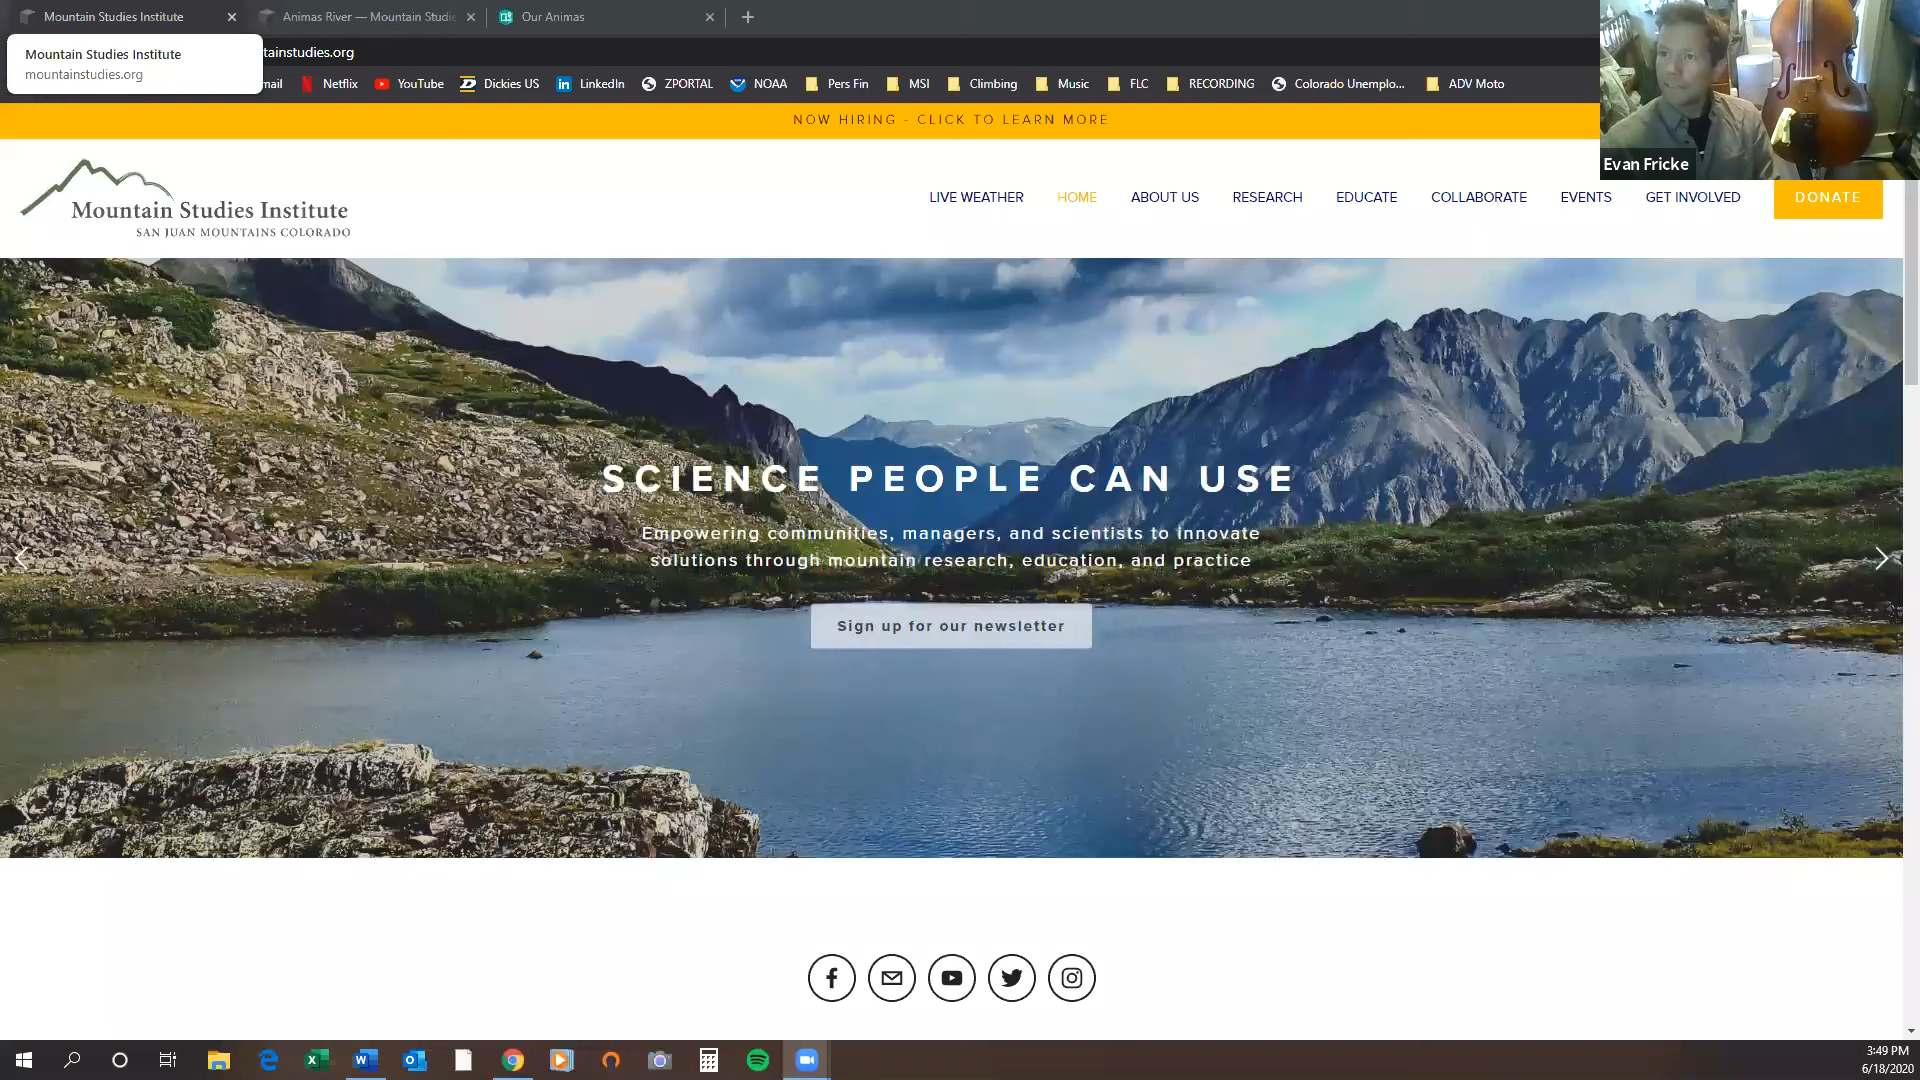 Mountain Studies Institute
Animas River — Mountain Studie
Our Animas
Mountain Studies Institute
mountainstudies.org
tainstudies.org
mail
Netflix
YouTube
Dickies US
LinkedIn
ZPORTAL
NOAA
Pers Fin
MSI
Climbing
Music
FLC
RECORDING
Colorado Unemplo...
ADV Moto
NOW HIRING - CLICK TO LEARN MORE
Evan Fricke
Mountain Studies Institute
SAN JUAN MOUNTAINS COLORADO
LIVE WEATHER
HOME
ABOUT US
RESEARCH
EDUCATE
COLLABORATE
EVENTS
GET INVOLVED
DONATE
SCIENCE PEOPLE CAN USE
Empowering communities, managers, and scientists to innovate
solutions through mountain research, education, and practice
Sign up for our newsletter
3:49 PM
6/18/2020